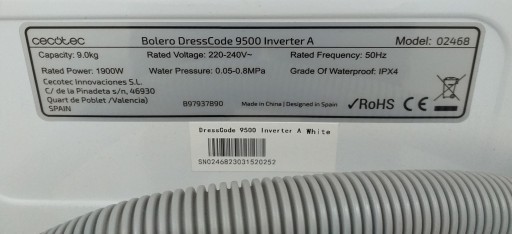 cecotec Bolero DressCode 9500 Inverter A Model: 02468
Capacity: 9.0kg Rated Voltage: 220-240V~ Rated Frequency: 50Hz
Rated Power: 1900W Water Pressure: 0.05-0.8MPa Grade Of Waterproof: IPX4
Cecotec Innovaciones S.L.
C/ de la Pinadeta s/n, 46930
Quart de Poblet /Valencia)
SPAIN
B97937890 Made in China | Designed in Spain ✓RoHS CE
DressCode 9500 Inverter A White
SN0246823031520252